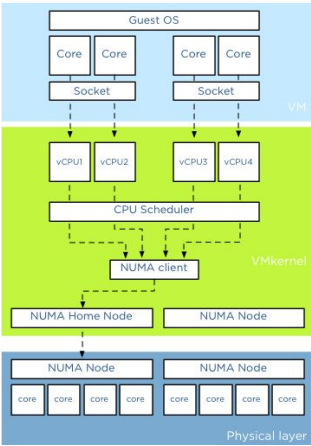 Guest OS
Core Core Core Core
Socket Socket
VM
vCPU1 vCPU2 vCPU3 vCPU4
CPU Scheduler
NUMA client
VMkernel
NUMA Home Node NUMA Node
NUMA Node NUMA Node
core core core core core core core core
Physical layer